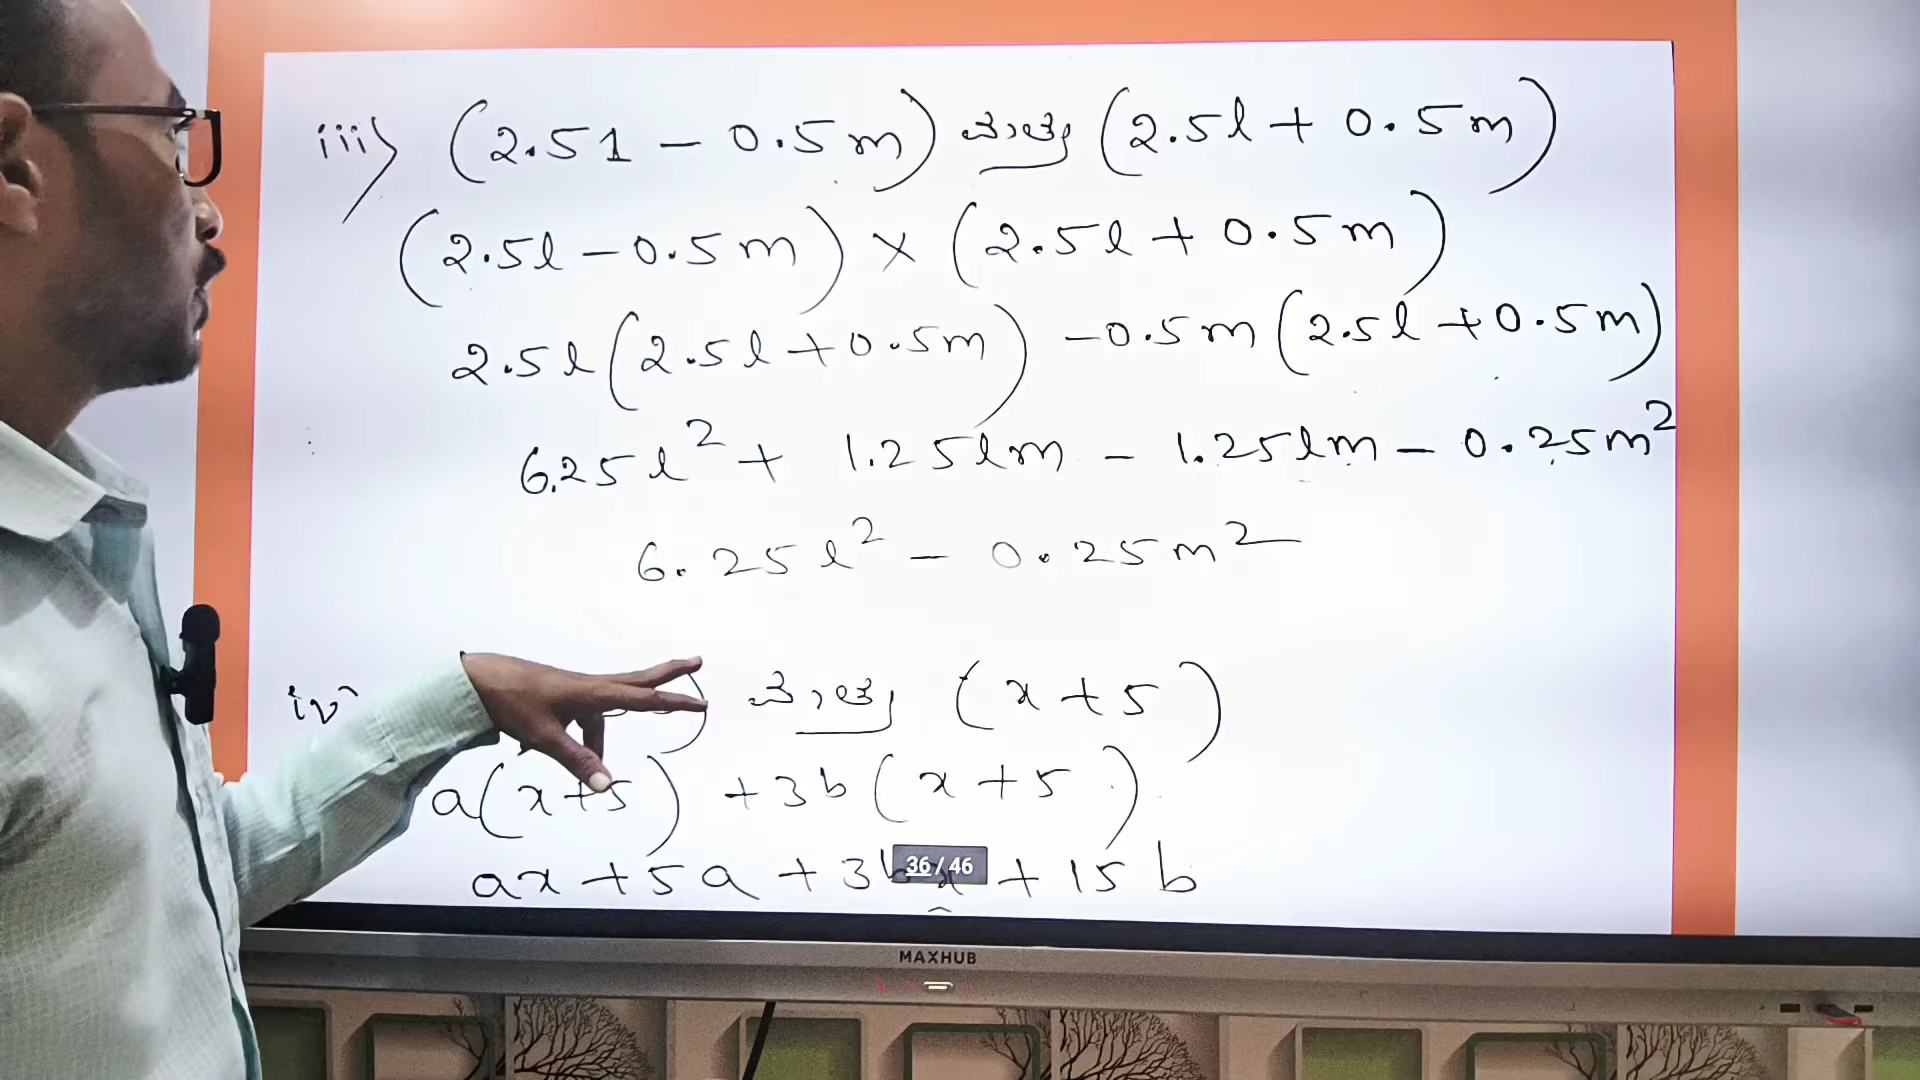 iii) (2.51 - 0.5m) ಮತ್ತು (2.5l + 0.5m)
(2.5l - 0.5m) × (2.5l + 0.5m)
2.5l(2.5l + 0.5m) - 0.5m(2.5l + 0.5m)
6.25l² + 1.25lm - 1.25lm - 0.25m²
6.25l² - 0.25m²
iv) ) ಮತ್ತು (x + 5)
a(x+5) + 3b(x + 5)
ax + 5a + 3bx + 15b
36 / 46
MAXHUB